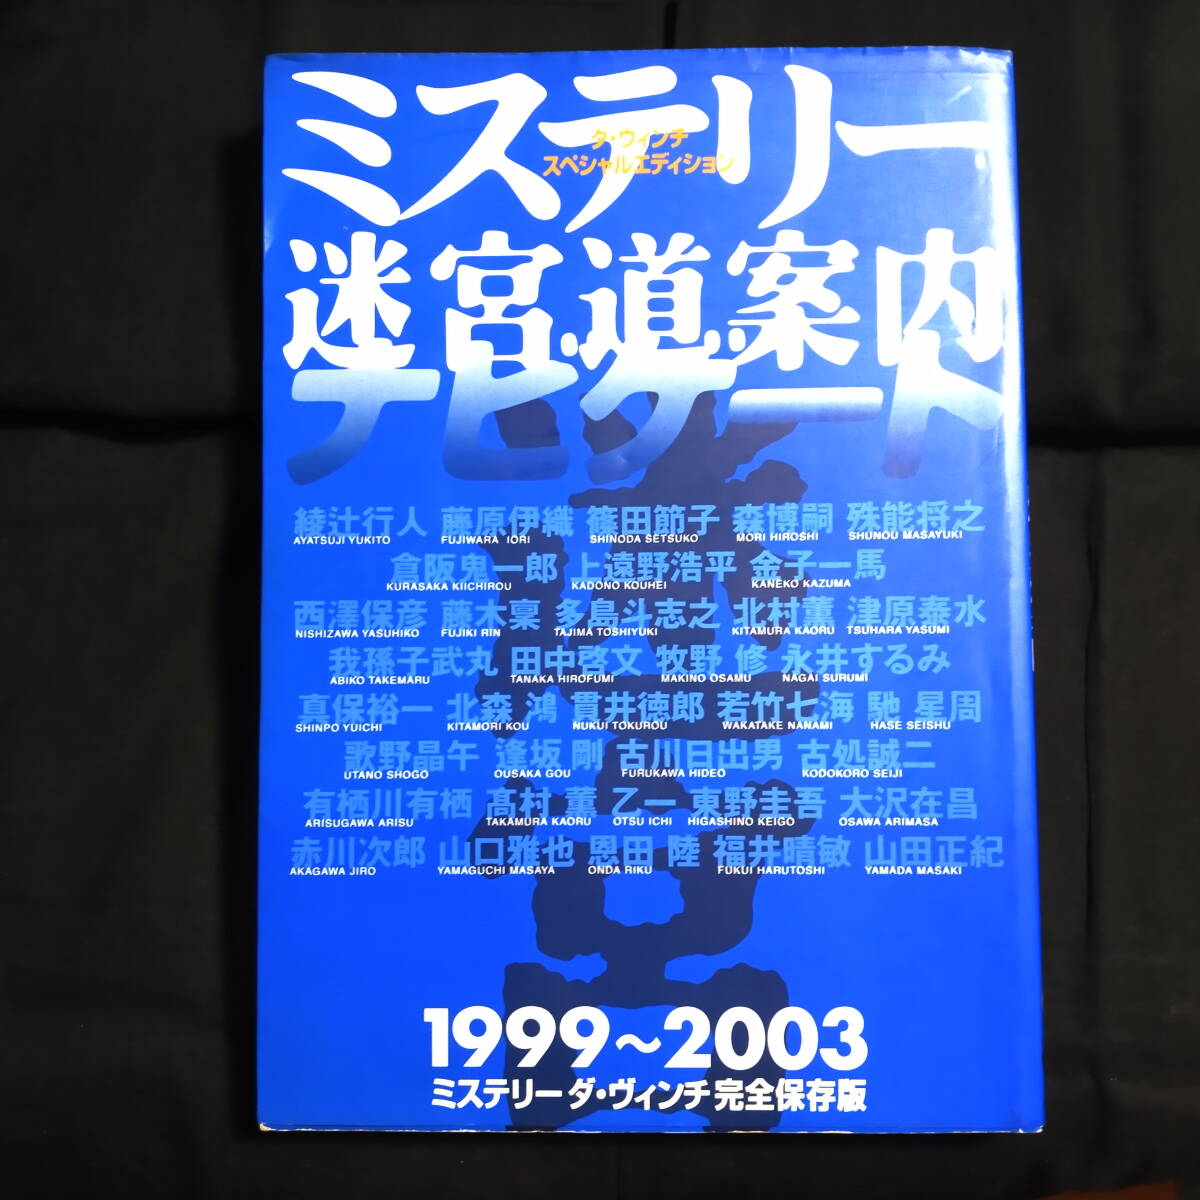 ミステリー
ダ・ヴィンチ
スペシャルエディション
迷宮道案内
ナビゲート
綾辻行人 藤原伊織 篠田節子 森博嗣 殊能将之
AYATSUJI YUKITO FUJIWARA IORI SHINODA SETSUKO MORI HIROSHI SHUNOU MASAYUKI
倉阪鬼一郎 上遠野浩平 金子一馬
KURASAKA KIICHIROU KADONO KOUHEI KANEKO KAZUMA
西澤保彦 藤木稟 多島斗志之 北村薫 津原泰水
NISHIZAWA YASUHIKO FUJIKI RIN TAJIMA TOSHIYUKI KITAMURA KAORU TSUHARA YASUMI
我孫子武丸 田中啓文 牧野 修 永井するみ
ABIKO TAKEMARU TANAKA HIROFUMI MAKINO OSAMU NAGAI SURUMI
真保裕一 北森 鴻 貫井徳郎 若竹七海 馳 星周
SHINPO YUICHI KITAMORI KOU NUKUI TOKUROU WAKATAKE NANAMI HASE SEISHU
歌野晶午 逢坂 剛 古川日出男 古処誠二
UTANO SHOGO OUSAKA GOU FURUKAWA HIDEO KODOKORO SEIJI
有栖川有栖 髙村 薫 乙一 東野圭吾 大沢在昌
ARISUGAWA ARISU TAKAMURA KAORU OTSU ICHI HIGASHINO KEIGO OSAWA ARIMASA
赤川次郎 山口雅也 恩田 陸 福井晴敏 山田正紀
AKAGAWA JIRO YAMAGUCHI MASAYA ONDA RIKU FUKUI HARUTOSHI YAMADA MASAKI
1999～2003
ミステリー ダ・ヴィンチ 完全保存版